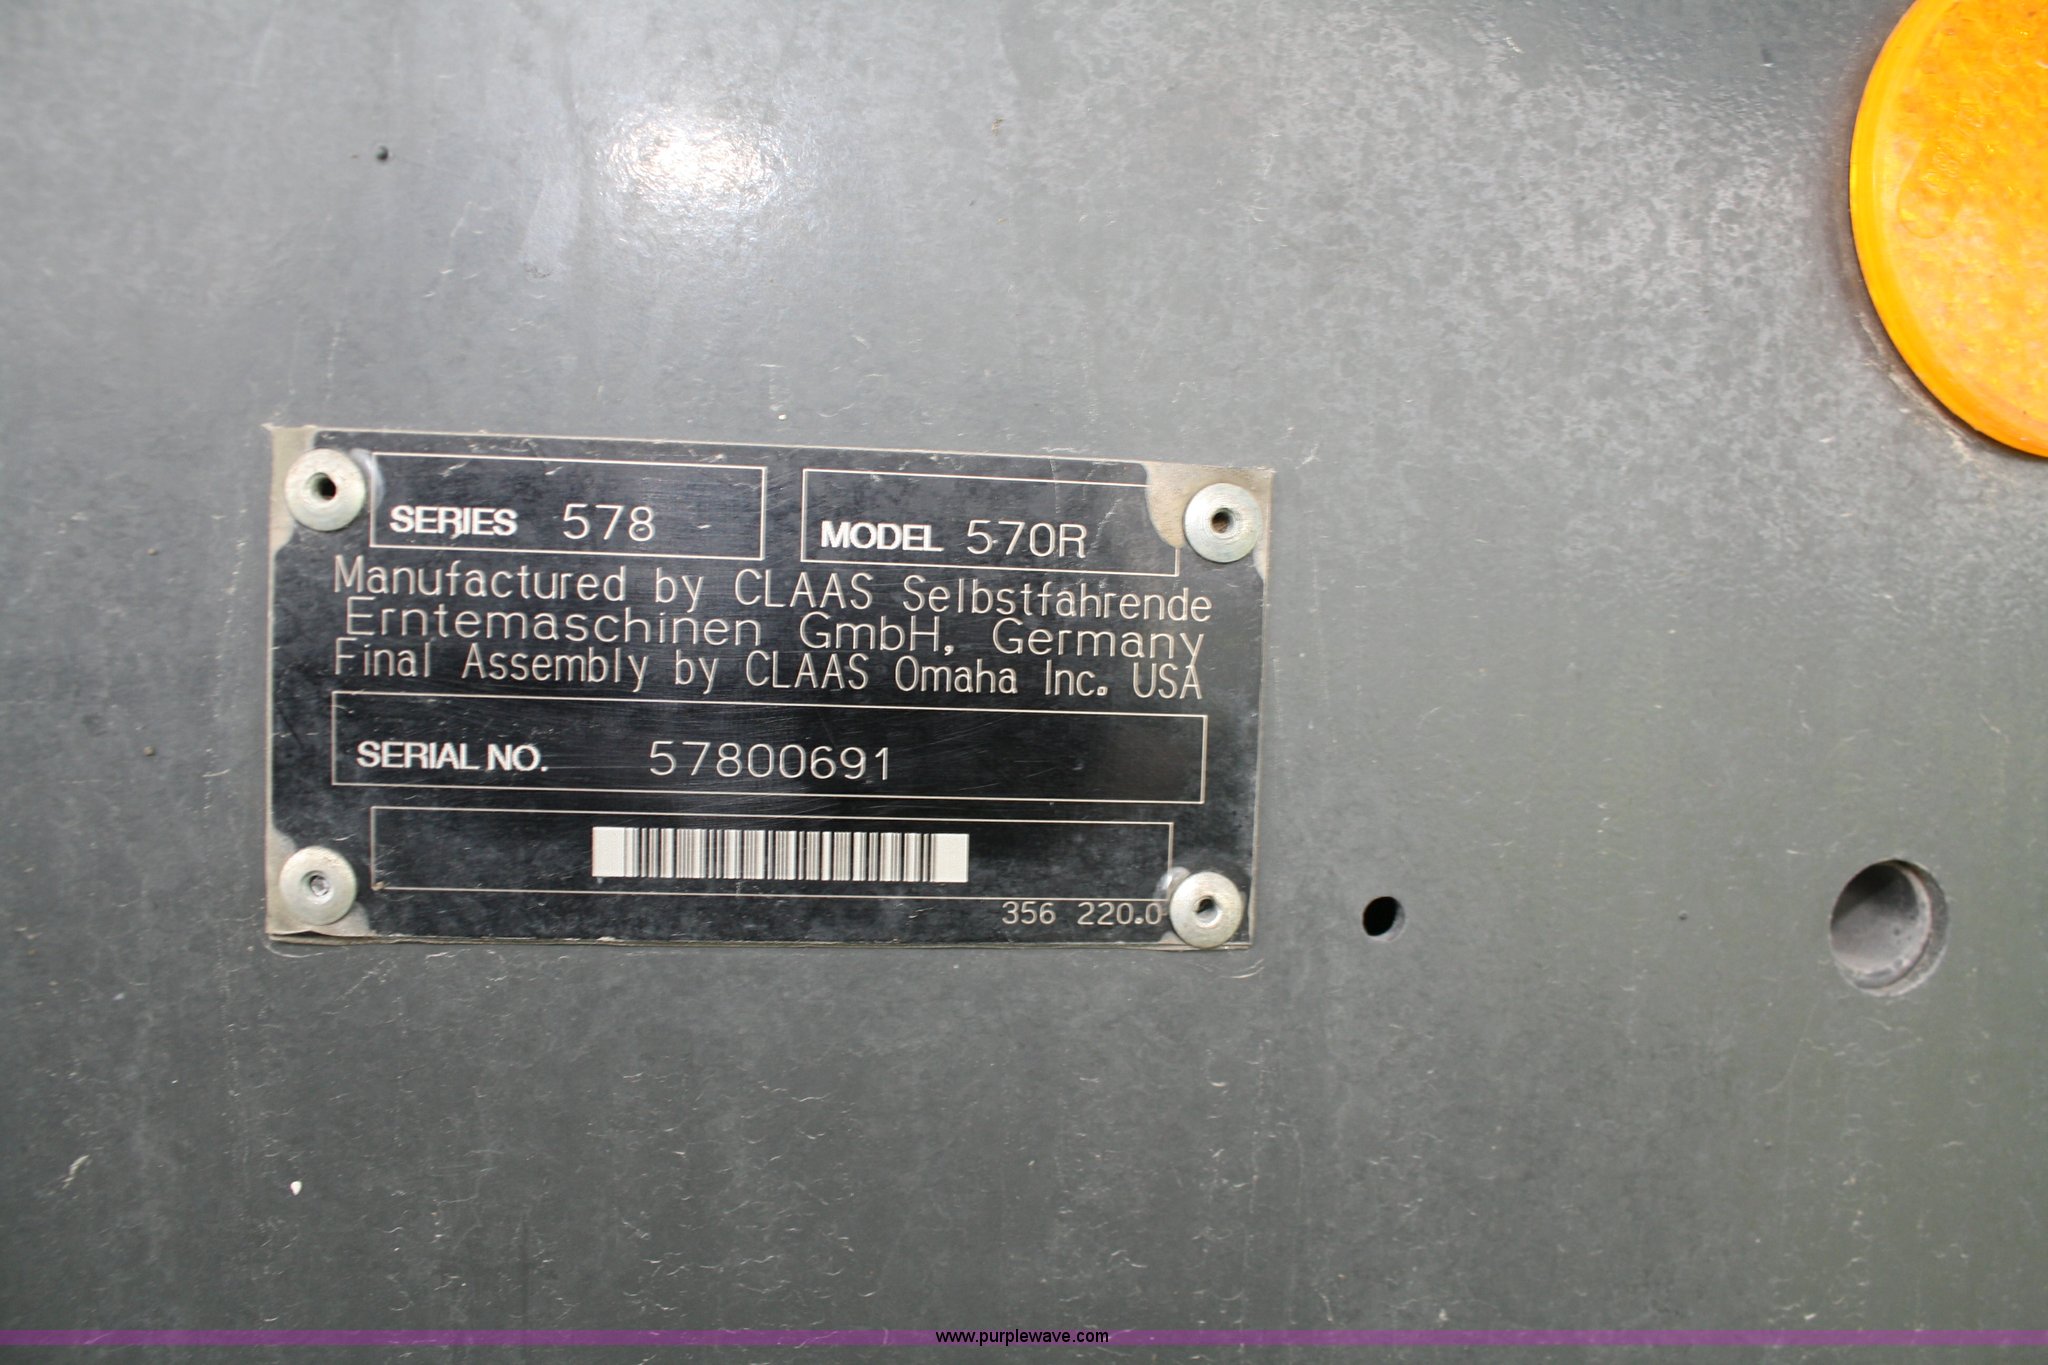 SERIES 578
MODEL 570R
Manufactured by CLAAS Selbstfahrende
Erntemaschinen GmbH, Germany
Final Assembly by CLAAS Omaha Inc. USA
SERIAL NO. 57800691
356 220.0
www.purplewave.com